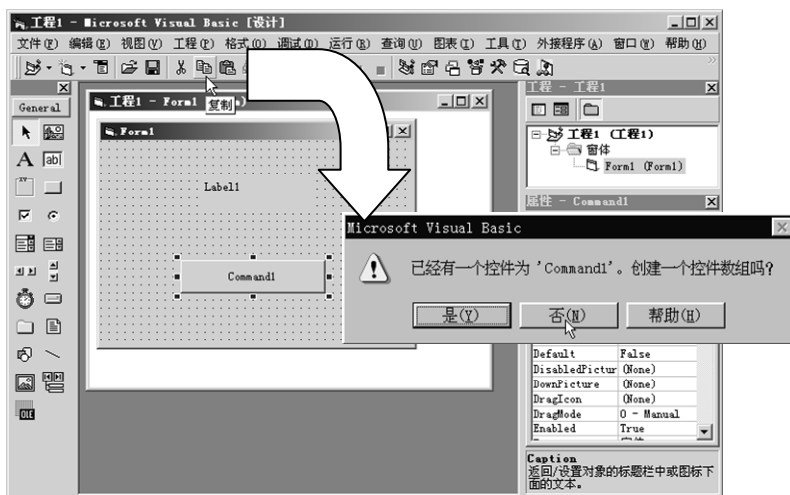 工程1 - Microsoft Visual Basic [设计]
文件(F) 编辑(E) 视图(V) 工程(P) 格式(O) 调试(D) 运行(R) 查询(U) 图表(I) 工具(T) 外接程序(A) 窗口(W) 帮助(H)
General
工程1 - Form1
复制
Form1
Label1
Command1
A
ab
OLE
工程 - 工程1
工程1 (工程1)
窗体
Form1 (Form1)
属性 - Command1
Microsoft Visual Basic
已经有一个控件为 'Command1'。创建一个控件数组吗?
是(Y) 否(N) 帮助(H)
Default False
DisabledPictur (None)
DownPicture (None)
DragIcon (None)
DragMode 0 - Manual
Enabled True
Caption
返回/设置对象的标题栏中或图标下
面的文本。